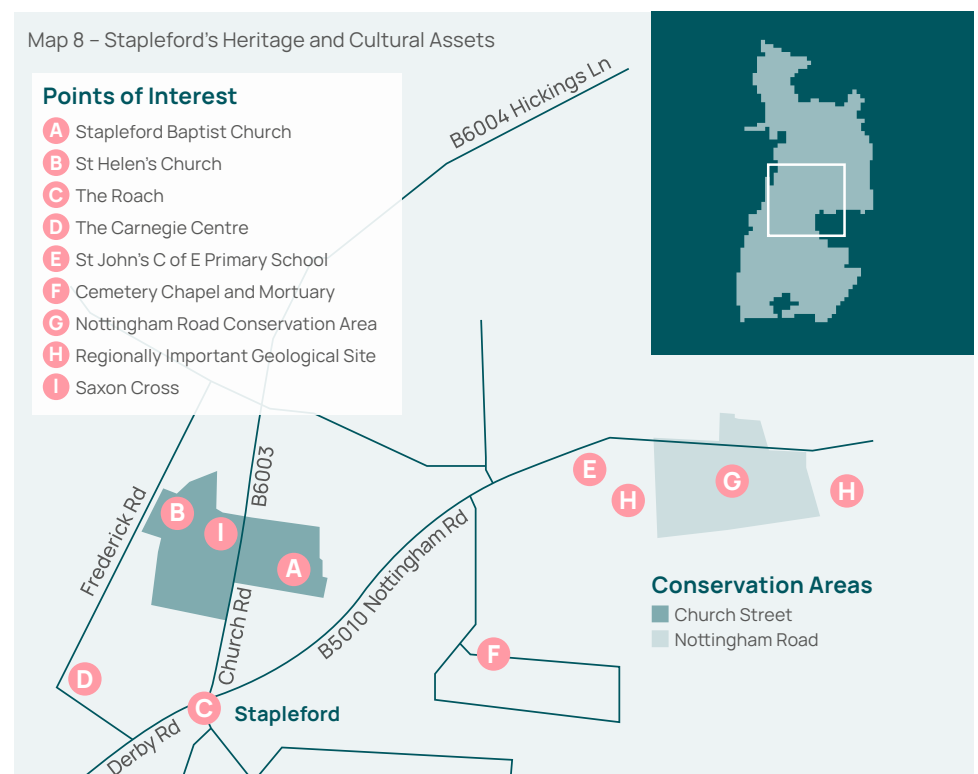 Map 8 – Stapleford's Heritage and Cultural Assets
Points of Interest
A Stapleford Baptist Church
B St Helen's Church
C The Roach
D The Carnegie Centre
E St John's C of E Primary School
F Cemetery Chapel and Mortuary
G Nottingham Road Conservation Area
H Regionally Important Geological Site
I Saxon Cross
B6004 Hickings Ln
B6003
Frederick Rd
B
I
A
E
H
G
H
B5010 Nottingham Rd
Church Rd
Conservation Areas
Church Street
Nottingham Road
F
D
C
Stapleford
Derby Rd